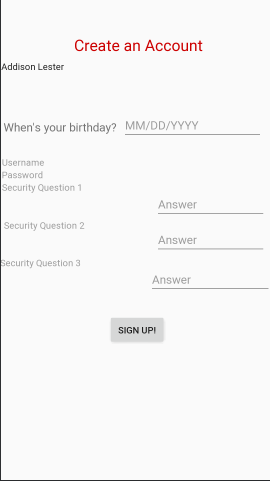 Create an Account
Addison Lester
When's your birthday? MM/DD/YYYY
Username
Password
Security Question 1
Answer
Security Question 2
Answer
Security Question 3
Answer
SIGN UP!